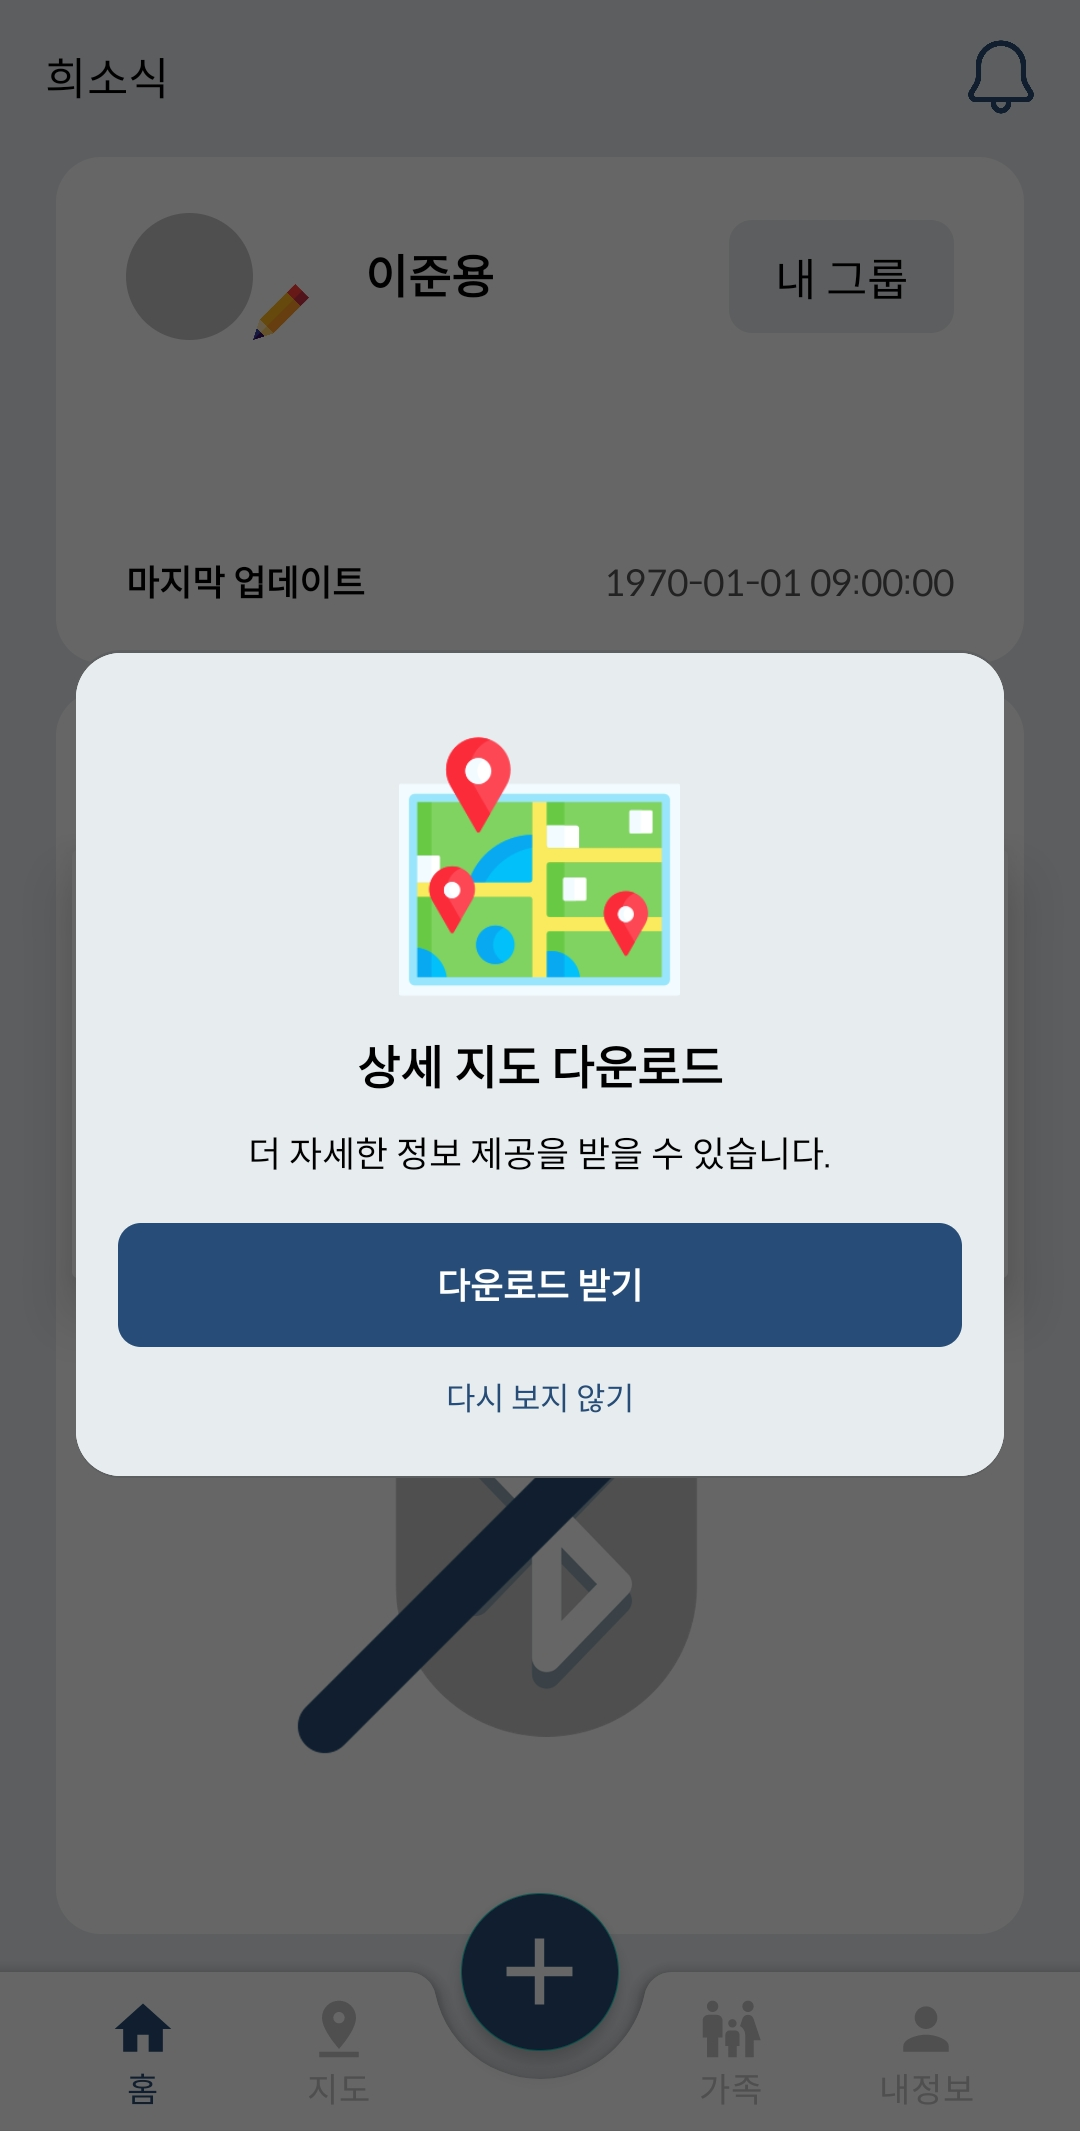 희소식
이준용
내 그룹
마지막 업데이트
1970-01-01 09:00:00
상세 지도 다운로드
더 자세한 정보 제공을 받을 수 있습니다.
다운로드 받기
다시 보지 않기
홈
지도
가족
내정보